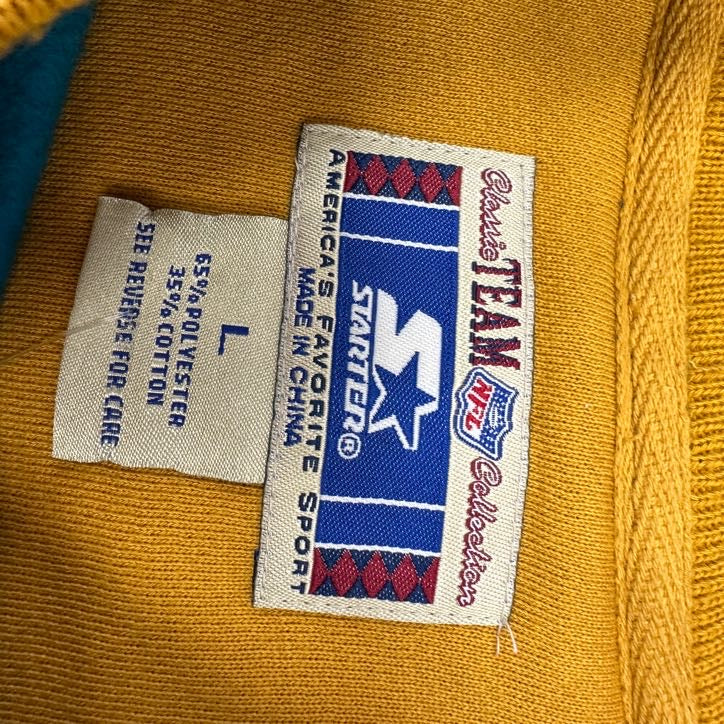 Classic TEAM NFL Collection
STARTER®
AMERICA'S FAVORITE SPORT
MADE IN CHINA
L
65% POLYESTER
35% COTTON
SEE REVERSE FOR CARE